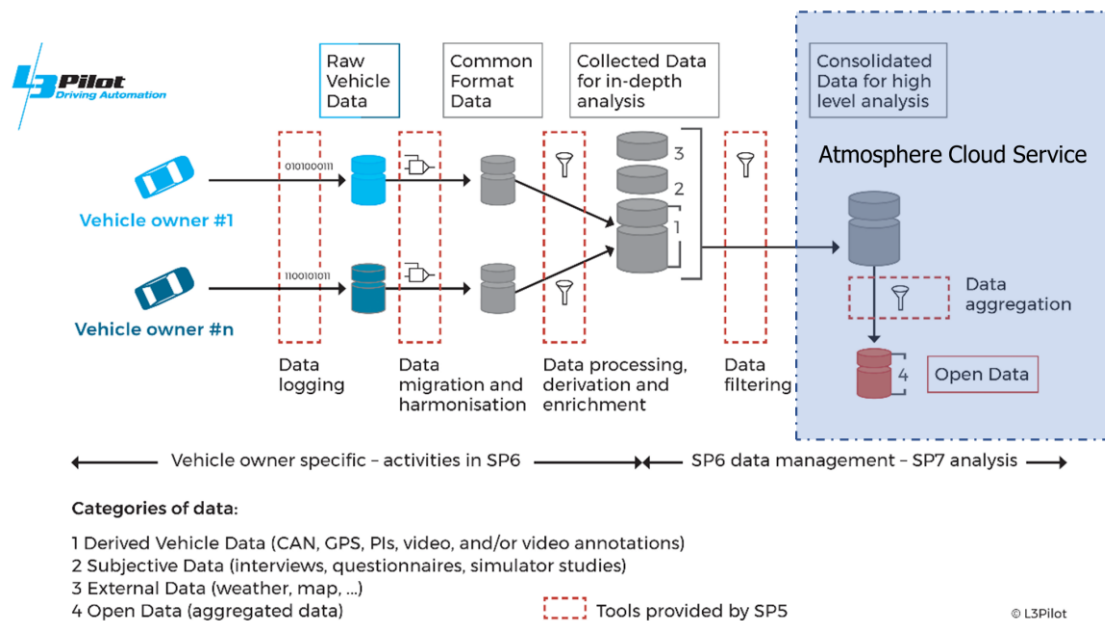 L3Pilot
Driving Automation
Raw
Vehicle
Data
Common
Format
Data
Collected Data
for in-depth
analysis
Consolidated
Data for high
level analysis
Atmosphere Cloud Service
0101000111
Vehicle owner #1
3
2
1
1100101011
Vehicle owner #n
Data
aggregation
4
Open Data
Data
logging
Data
migration and
harmonisation
Data processing,
derivation and
enrichment
Data
filtering
Vehicle owner specific – activities in SP6
SP6 data management – SP7 analysis
Categories of data:
1 Derived Vehicle Data (CAN, GPS, PIs, video, and/or video annotations)
2 Subjective Data (interviews, questionnaires, simulator studies)
3 External Data (weather, map, ...)
4 Open Data (aggregated data)
Tools provided by SP5
© L3Pilot